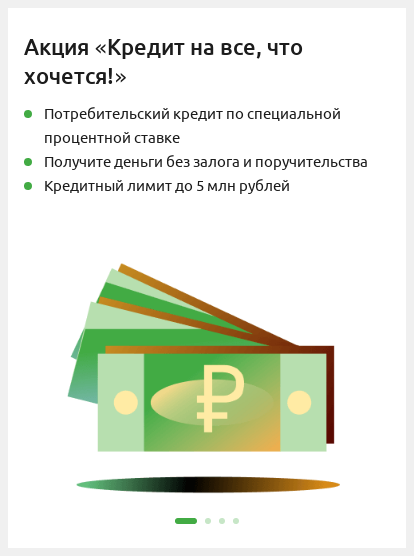 Акция «Кредит на все, что
хочется!»
Потребительский кредит по специальной
процентной ставке
Получите деньги без залога и поручительства
Кредитный лимит до 5 млн рублей
₽